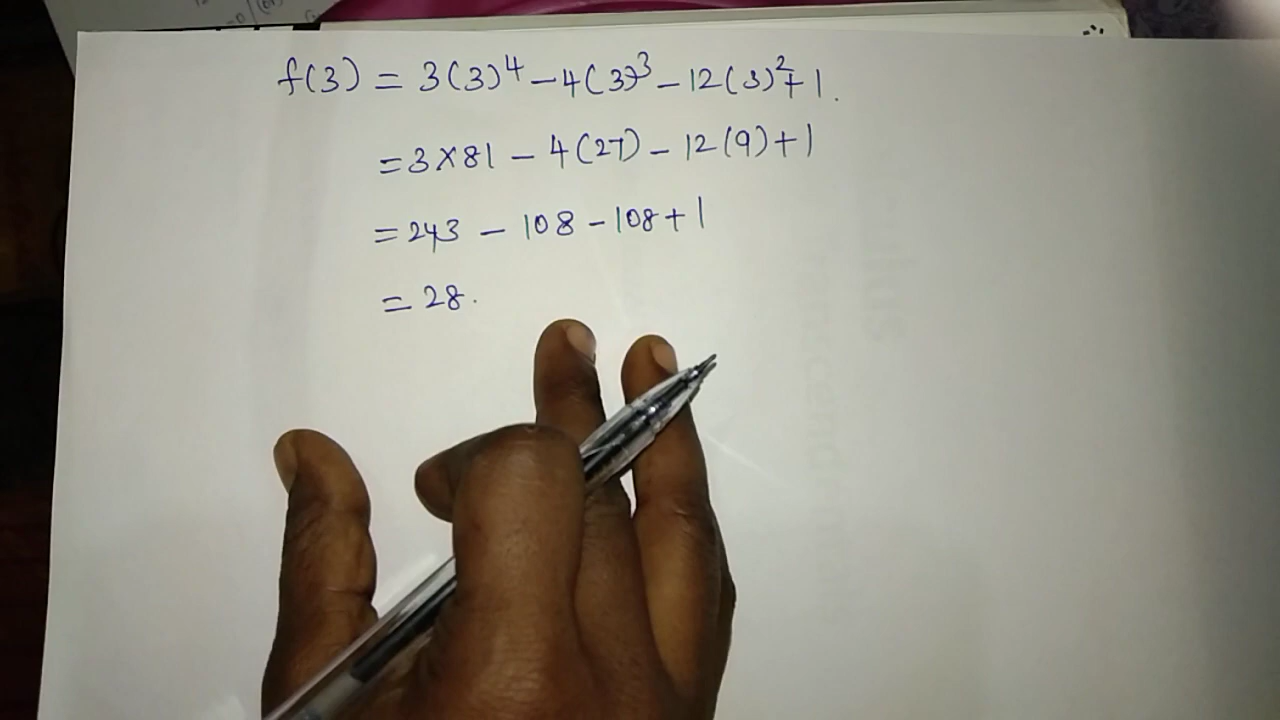 f(3) = 3(3)⁴ - 4(3)³ - 12(3)² + 1.
= 3 × 81 - 4(27) - 12(9) + 1
= 243 - 108 - 108 + 1
= 28.